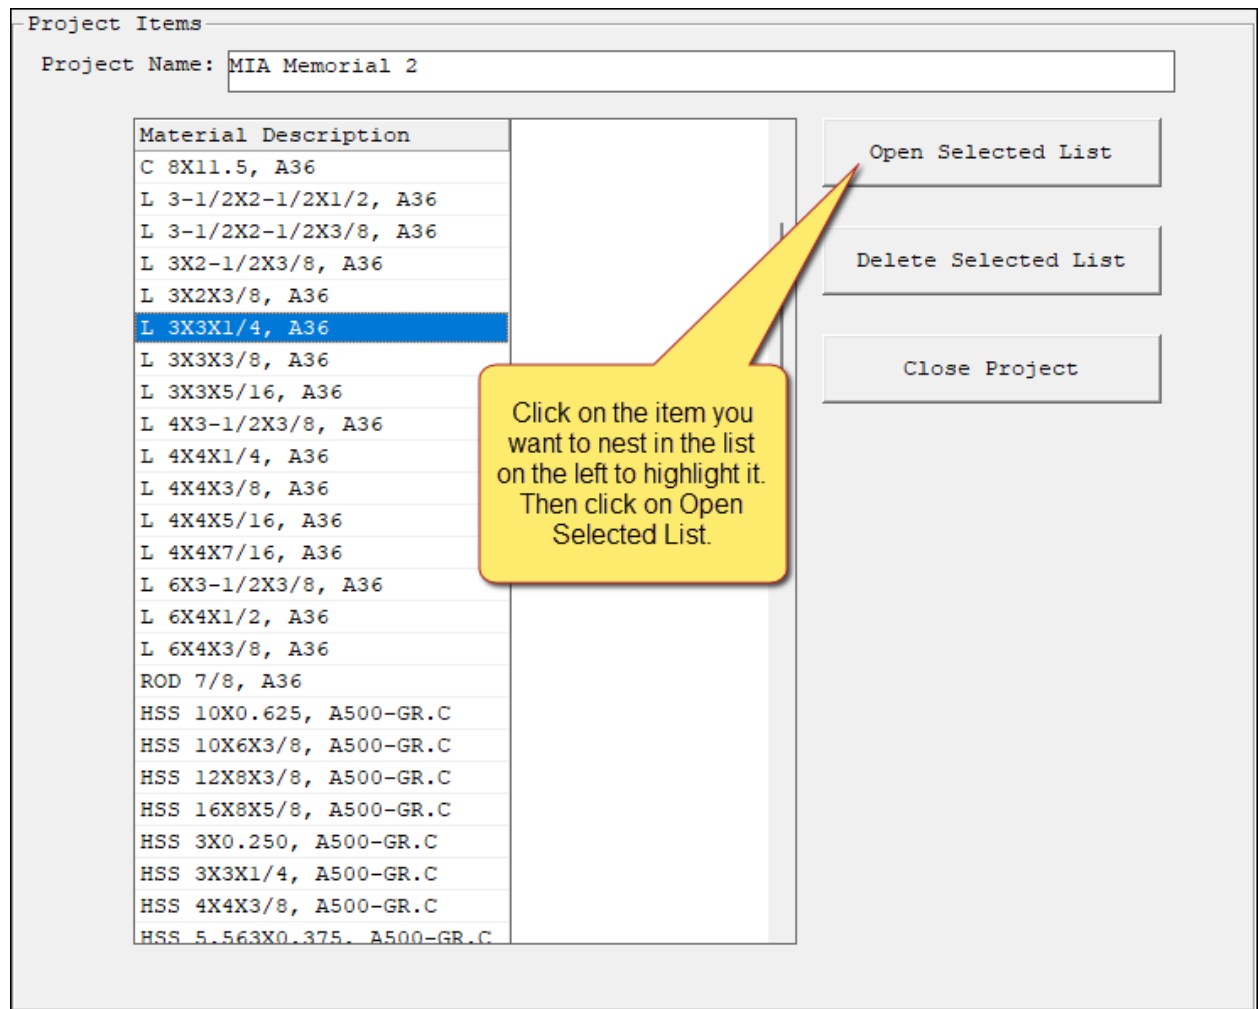 Project Items
Project Name: MIA Memorial 2
Material Description
C 8X11.5, A36
L 3-1/2X2-1/2X1/2, A36
L 3-1/2X2-1/2X3/8, A36
L 3X2-1/2X3/8, A36
L 3X2X3/8, A36
L 3X3X1/4, A36
L 3X3X3/8, A36
L 3X3X5/16, A36
L 4X3-1/2X3/8, A36
L 4X4X1/4, A36
L 4X4X3/8, A36
L 4X4X5/16, A36
L 4X4X7/16, A36
L 6X3-1/2X3/8, A36
L 6X4X1/2, A36
L 6X4X3/8, A36
ROD 7/8, A36
HSS 10X0.625, A500-GR.C
HSS 10X6X3/8, A500-GR.C
HSS 12X8X3/8, A500-GR.C
HSS 16X8X5/8, A500-GR.C
HSS 3X0.250, A500-GR.C
HSS 3X3X1/4, A500-GR.C
HSS 4X4X3/8, A500-GR.C
HSS 5.563X0.375, A500-GR.C
Open Selected List
Delete Selected List
Close Project
Click on the item you
want to nest in the list
on the left to highlight it.
Then click on Open
Selected List.